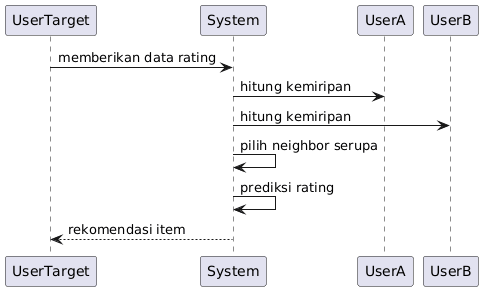 UserTarget System UserA UserB
memberikan data rating
hitung kemiripan
hitung kemiripan
pilih neighbor serupa
prediksi rating
rekomendasi item
UserTarget System UserA UserB